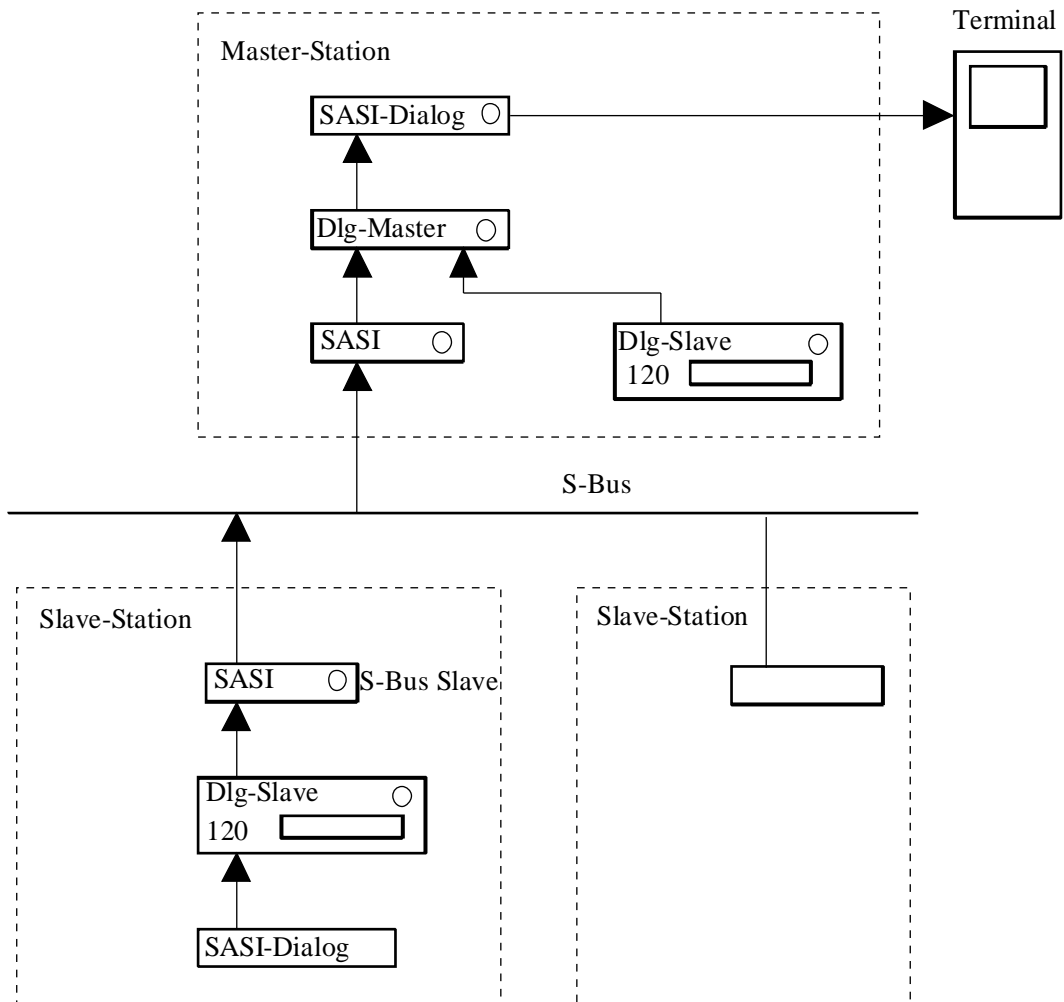 Terminal
Master-Station
SASI-Dialog
Dlg-Master
SASI
Dlg-Slave
120
S-Bus
Slave-Station
SASI
S-Bus Slave
Dlg-Slave
120
SASI-Dialog
Slave-Station